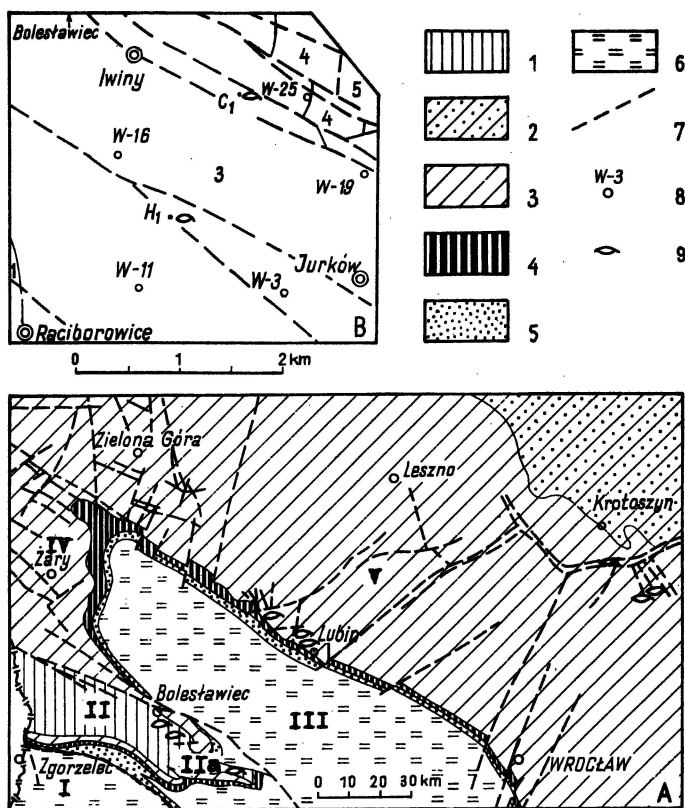 Bolesławiec
Iwiny
4
5
C1
W-25
4
W-16
3
W-19
H1
Jurków
W-11
W-3
1
Raciborowice
B
0 1 2 km
1
2
3
4
5
6
7
W-3
8
9
Zielona Góra
Leszno
Krotoszyn
IV
Żary
V
Lubin
Bolesławiec
II
III
IIa
Zgorzelec
I
WROCŁAW
0 10 20 30 km
A